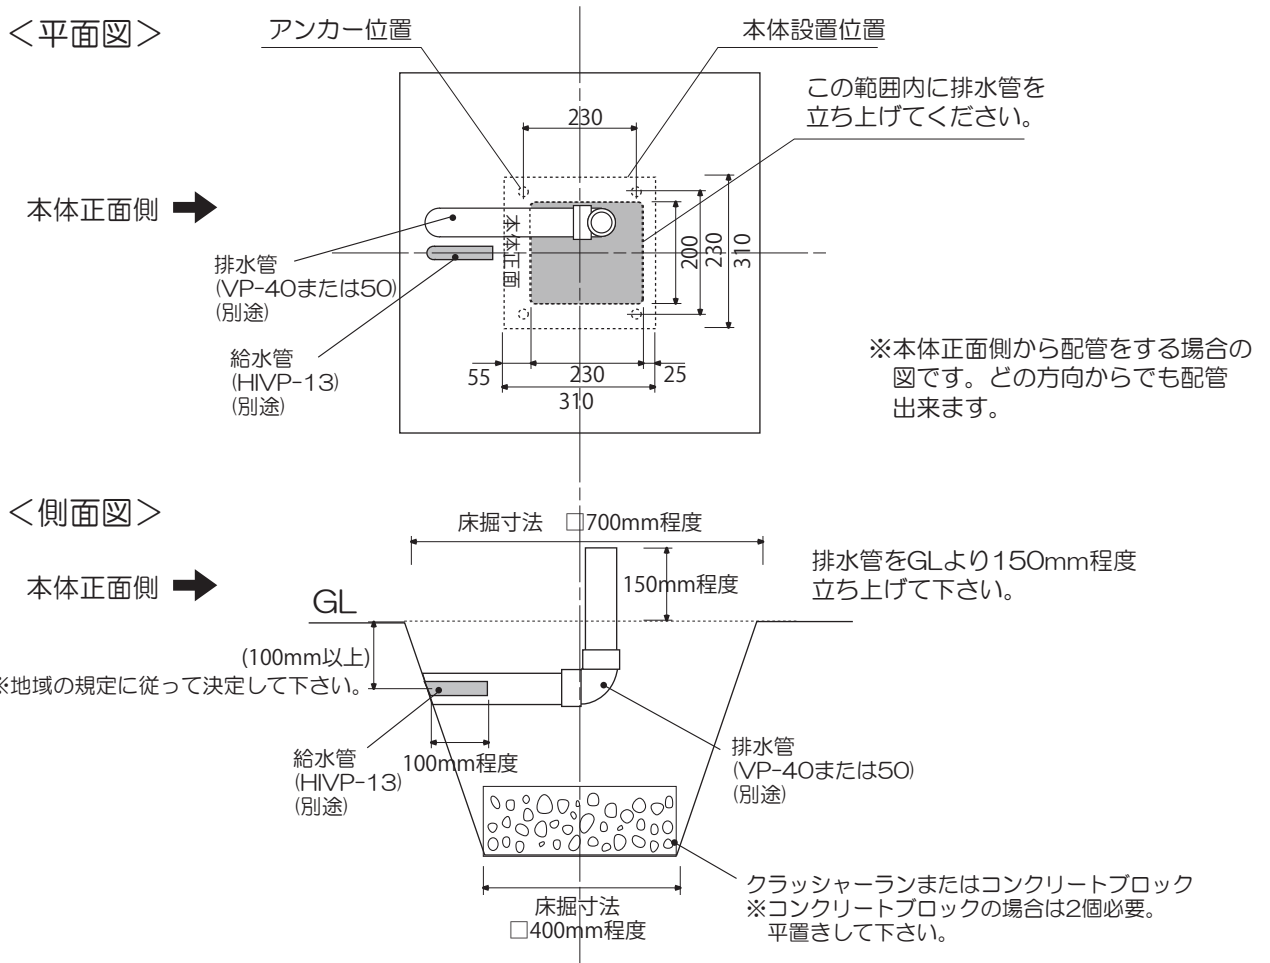 ＜平面図＞
アンカー位置
本体設置位置
この範囲内に排水管を
立ち上げてください。
230
本体正面側
本体正面
200
230
310
排水管
(VP-40または50)
(別途)
給水管
(HIVP-13)
(別途)
55
230
25
310
※本体正面側から配管をする場合の
図です。どの方向からでも配管
出来ます。
＜側面図＞
床掘寸法　□700mm程度
本体正面側
150mm程度
排水管をGLより150mm程度
立ち上げて下さい。
GL
(100mm以上)
※地域の規定に従って決定して下さい。
給水管
(HIVP-13)
(別途)
100mm程度
排水管
(VP-40または50)
(別途)
クラッシャーランまたはコンクリートブロック
※コンクリートブロックの場合は2個必要。
平置きして下さい。
床掘寸法
□400mm程度